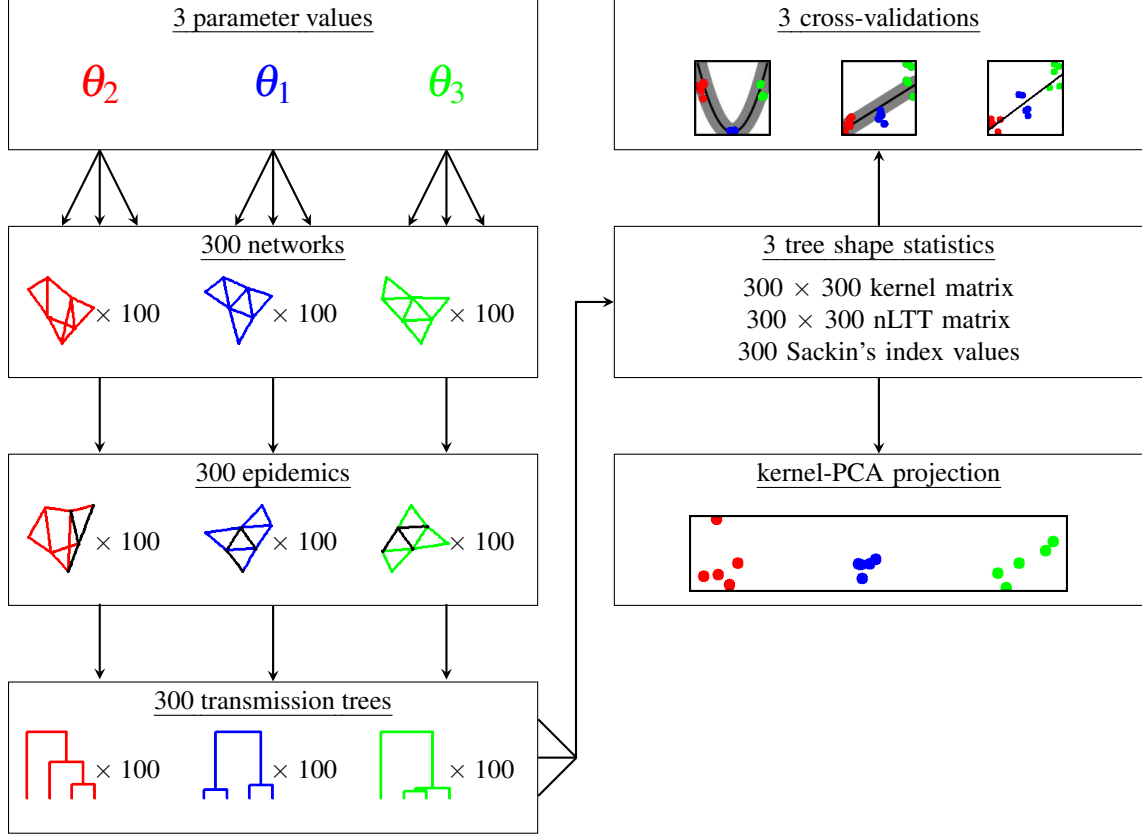 3 parameter values
θ2 θ1 θ3
300 networks
× 100 × 100 × 100
300 epidemics
× 100 × 100 × 100
300 transmission trees
× 100 × 100 × 100
3 cross-validations
3 tree shape statistics
300 × 300 kernel matrix
300 × 300 nLTT matrix
300 Sackin's index values
kernel-PCA projection